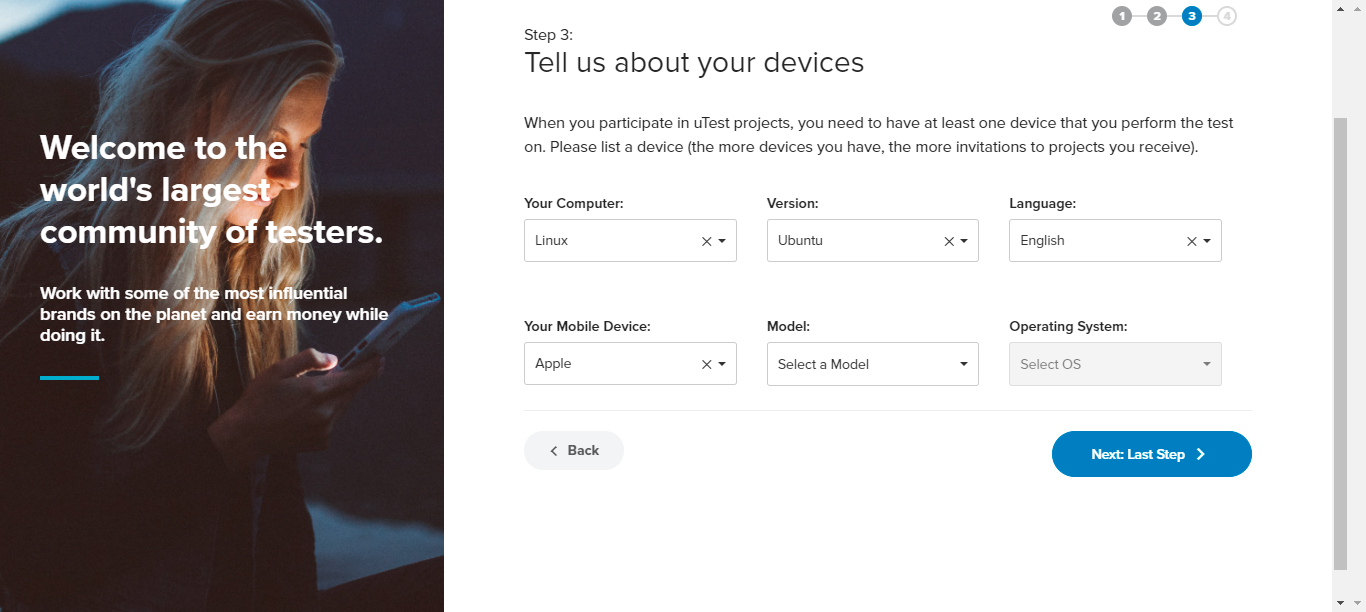 Welcome to the
world's largest
community of testers.
Work with some of the most influential
brands on the planet and earn money while
doing it.
1 2 3 4
Step 3:
Tell us about your devices
When you participate in uTest projects, you need to have at least one device that you perform the test
on. Please list a device (the more devices you have, the more invitations to projects you receive).
Your Computer: Version: Language:
Linux Ubuntu English
Your Mobile Device: Model: Operating System:
Apple Select a Model Select OS
Back Next: Last Step